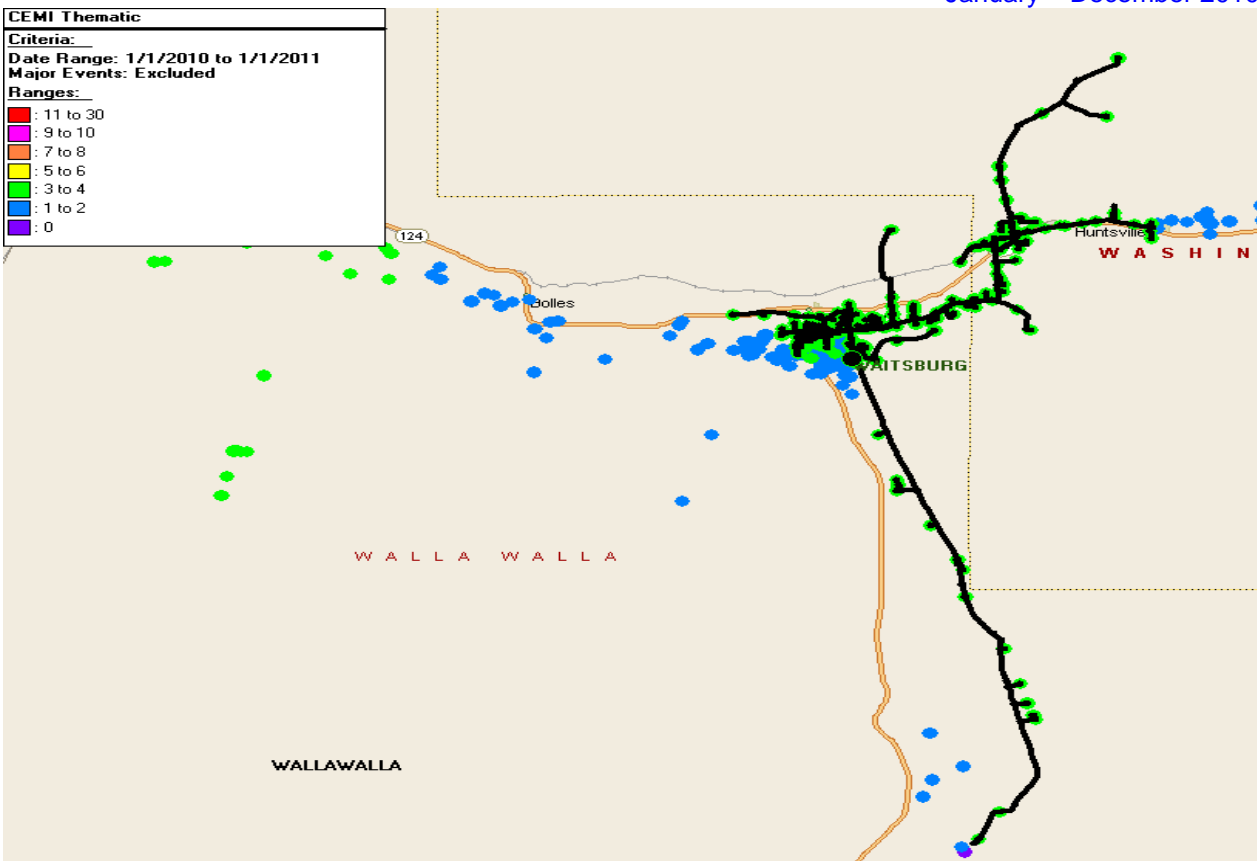 CEMI Thematic
Criteria:
Date Range: 1/1/2010 to 1/1/2011
Major Events: Excluded
Ranges:
: 11 to 30
: 9 to 10
: 7 to 8
: 5 to 6
: 3 to 4
: 1 to 2
: 0
124
Huntsville
WASHIN
Bolles
WAITSBURG
WALLA WALLA
WALLAWALLA